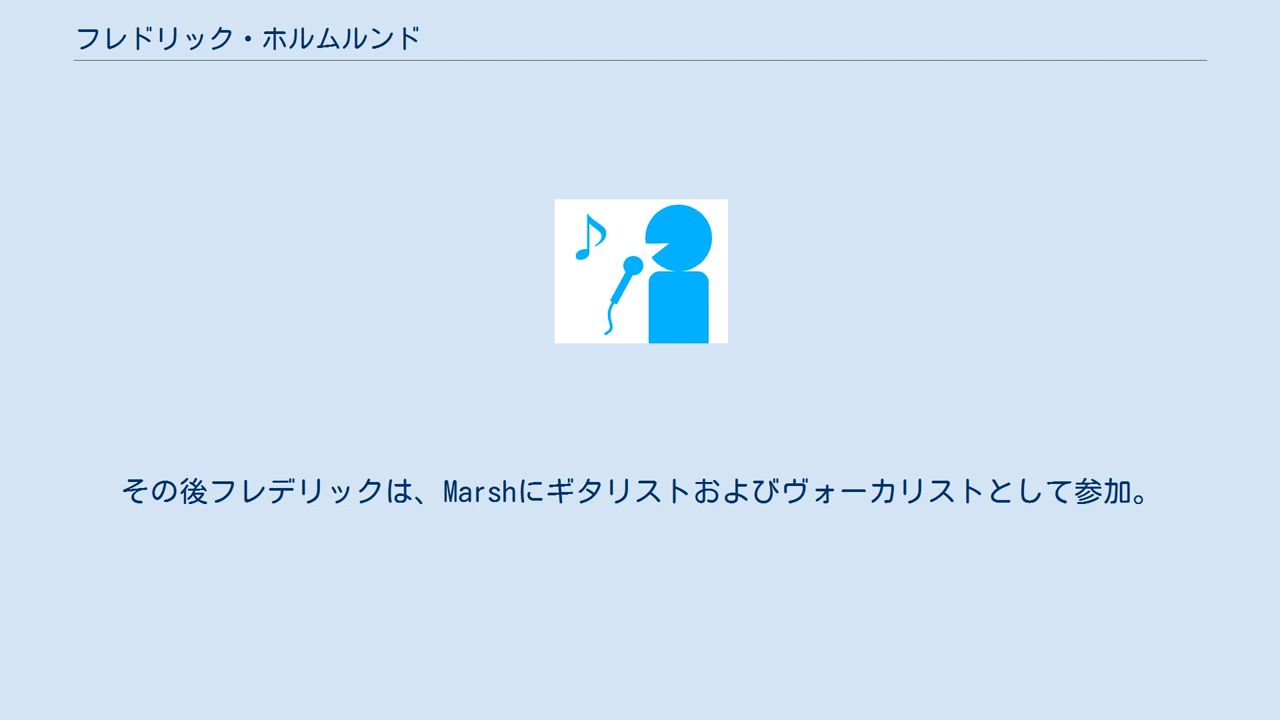 フレドリック・ホルムルンド
その後フレデリックは、Marshにギタリストおよびヴォーカリストとして参加。